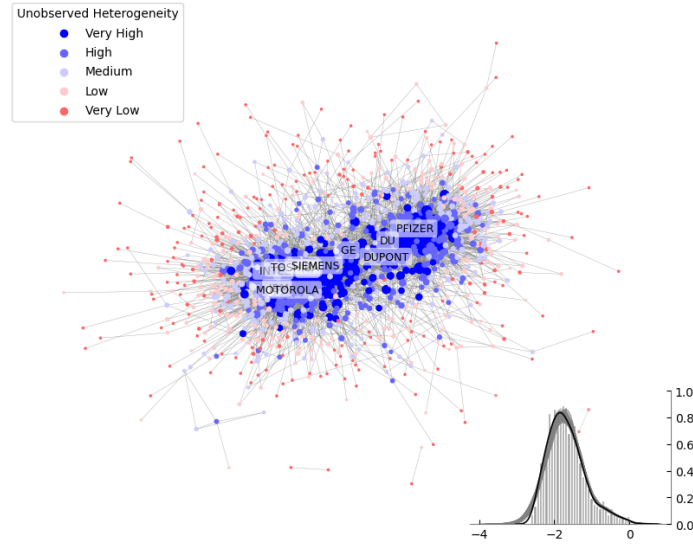 Unobserved Heterogeneity
Very High
High
Medium
Low
Very Low
PFIZER
DU
GE
DUPONT
TO
SIEMENS
MOTOROLA
1.0
0.8
0.6
0.4
0.2
0.0
−4
−2
0